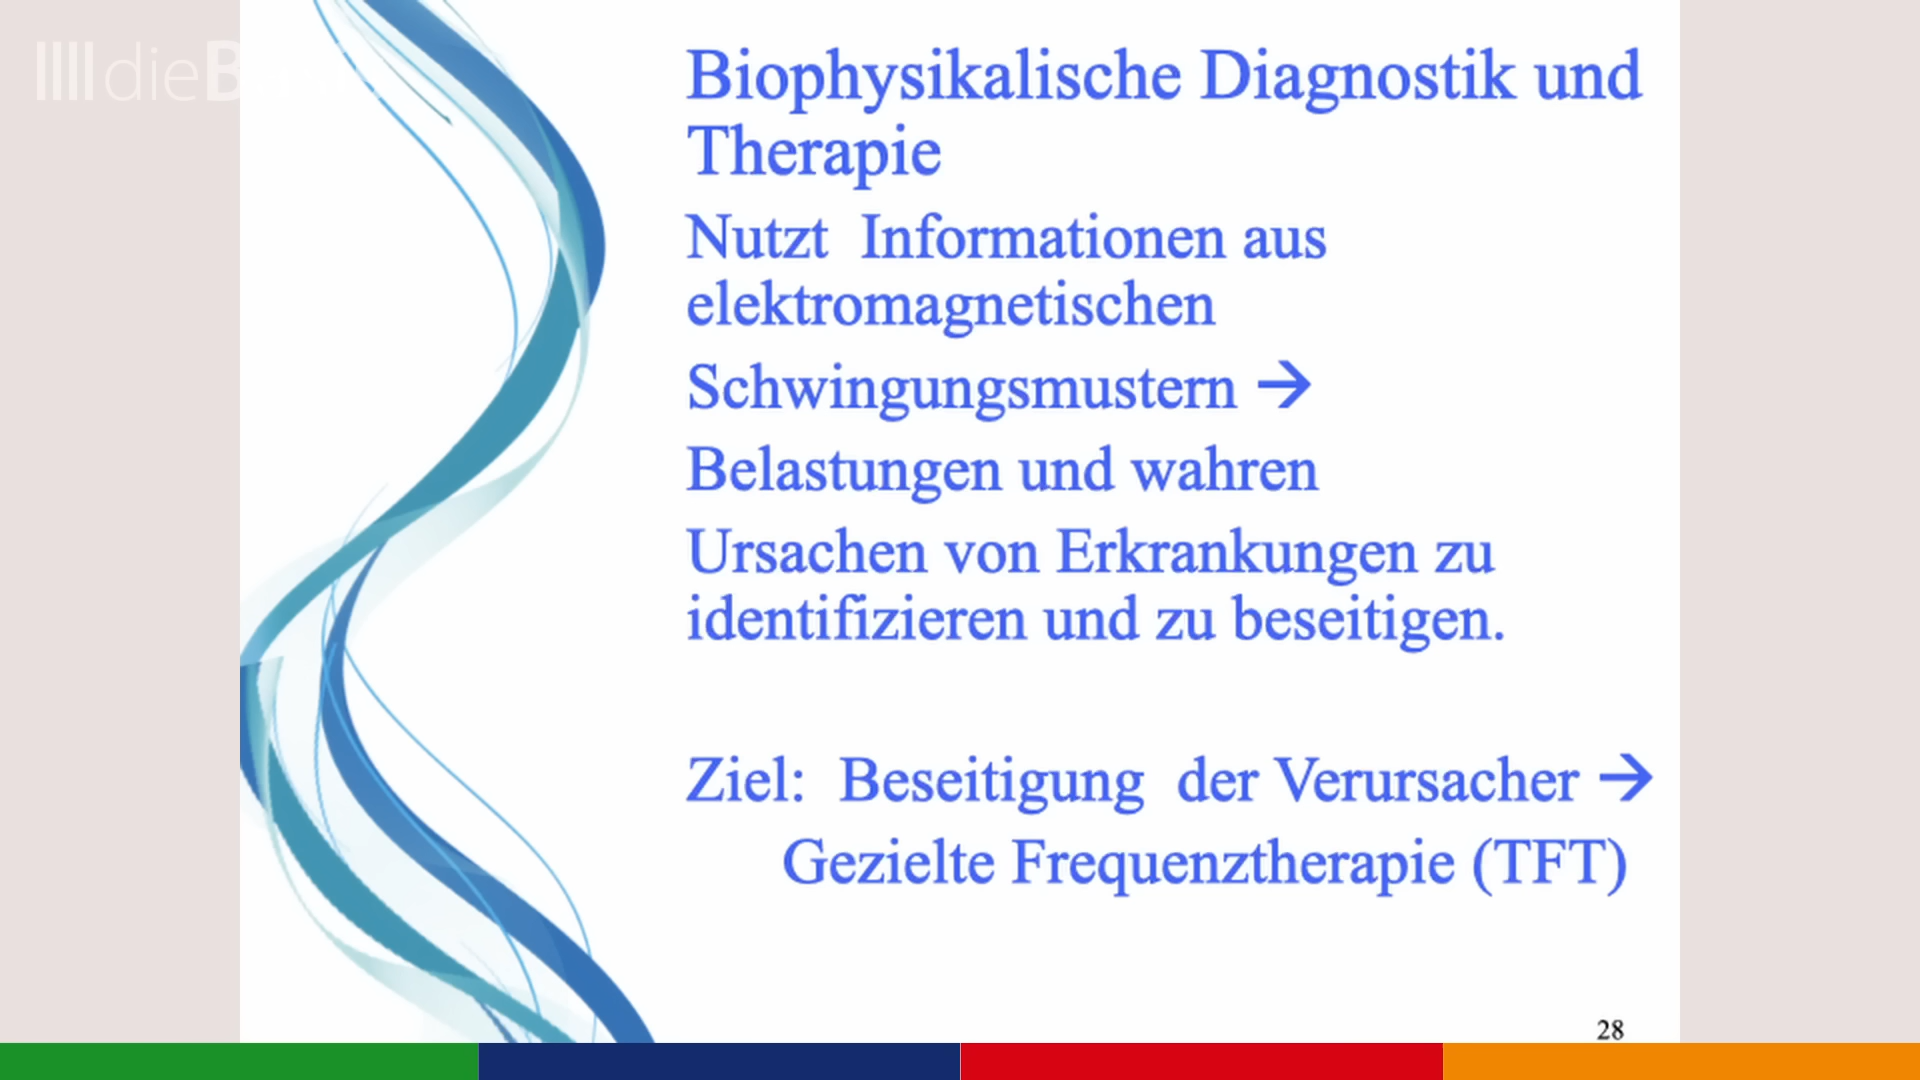 dieB
Biophysikalische Diagnostik und
Therapie
Nutzt Informationen aus
elektromagnetischen
Schwingungsmustern →
Belastungen und wahren
Ursachen von Erkrankungen zu
identifizieren und zu beseitigen.
Ziel: Beseitigung der Verursacher →
Gezielte Frequenztherapie (TFT)
28